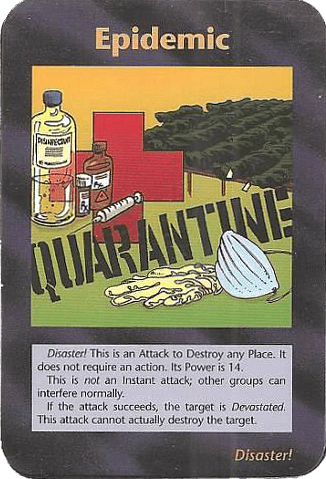 Epidemic
DISINFECTANT
QUARANTINE
Disaster! This is an Attack to Destroy any Place. It
does not require an action. Its Power is 14.
This is not an Instant attack; other groups can
interfere normally.
If the attack succeeds, the target is Devastated.
This attack cannot actually destroy the target.
Disaster!